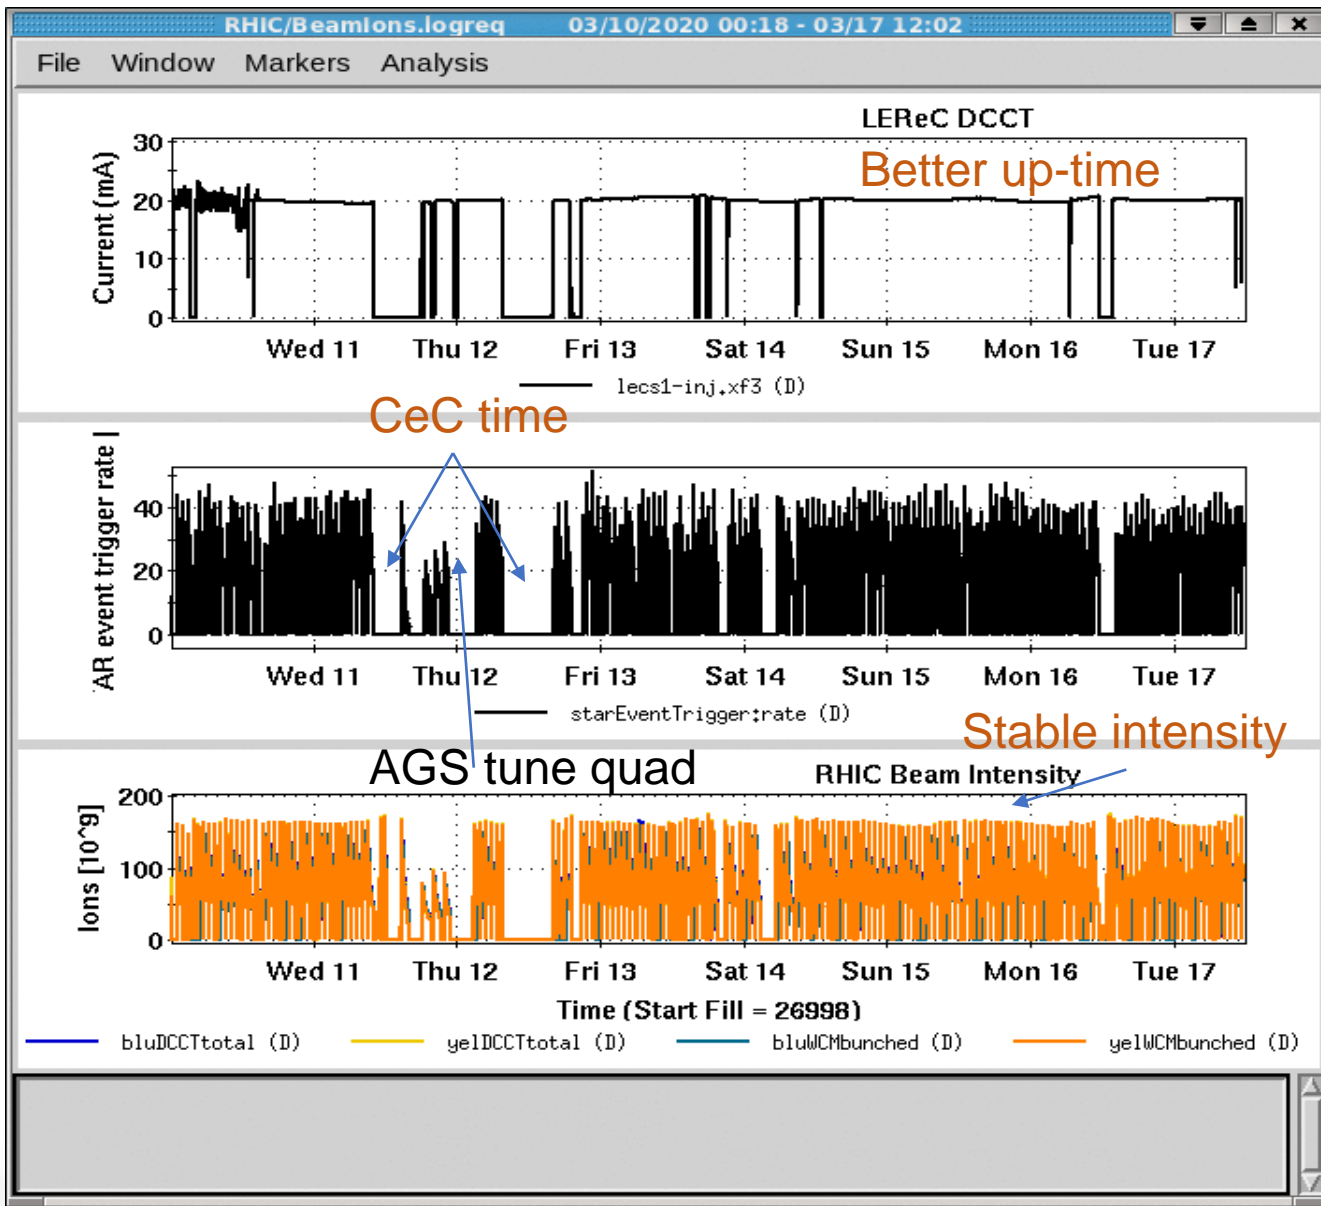 RHIC/BeamIons.logreq 03/10/2020 00:18 - 03/17 12:02
File Window Markers Analysis
LEReC DCCT
Better up-time
Current (mA)
30
20
10
0
Wed 11 Thu 12 Fri 13 Sat 14 Sun 15 Mon 16 Tue 17
lecs1-inj.xf3 (D)
CeC time
AR event trigger rate
40
20
0
Wed 11 Thu 12 Fri 13 Sat 14 Sun 15 Mon 16 Tue 17
starEventTrigger:rate (D)
Stable intensity
AGS tune quad
RHIC Beam Intensity
Ions [10^9]
200
100
0
Wed 11 Thu 12 Fri 13 Sat 14 Sun 15 Mon 16 Tue 17
Time (Start Fill = 26998)
bluDCCTtotal (D) yelDCCTtotal (D) bluWCMbunched (D) yelWCMbunched (D)